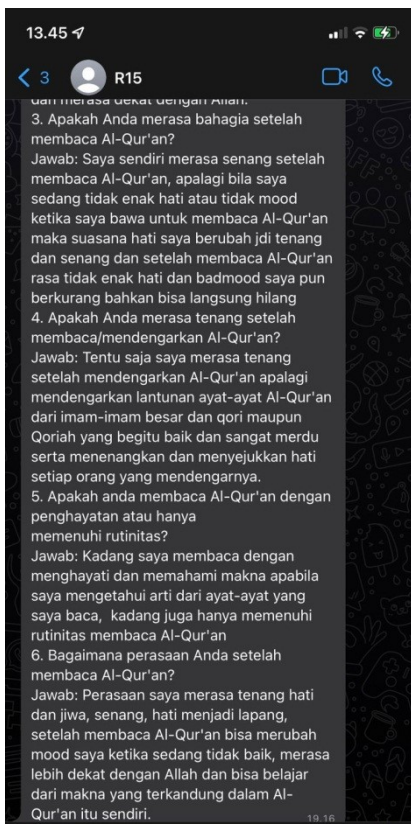 13.45
3
R15
dan merasa dekat dengan Allah.
3. Apakah Anda merasa bahagia setelah
membaca Al-Qur'an?
Jawab: Saya sendiri merasa senang setelah
membaca Al-Qur'an, apalagi bila saya
sedang tidak enak hati atau tidak mood
ketika saya bawa untuk membaca Al-Qur'an
maka suasana hati saya berubah jdi tenang
dan senang dan setelah membaca Al-Qur'an
rasa tidak enak hati dan badmood saya pun
berkurang bahkan bisa langsung hilang
4. Apakah Anda merasa tenang setelah
membaca/mendengarkan Al-Qur'an?
Jawab: Tentu saja saya merasa tenang
setelah mendengarkan Al-Qur'an apalagi
mendengarkan lantunan ayat-ayat Al-Qur'an
dari imam-imam besar dan qori maupun
Qoriah yang begitu baik dan sangat merdu
serta menenangkan dan menyejukkan hati
setiap orang yang mendengarnya.
5. Apakah anda membaca Al-Qur'an dengan
penghayatan atau hanya
memenuhi rutinitas?
Jawab: Kadang saya membaca dengan
menghayati dan memahami makna apabila
saya mengetahui arti dari ayat-ayat yang
saya baca,  kadang juga hanya memenuhi
rutinitas membaca Al-Qur'an
6. Bagaimana perasaan Anda setelah
membaca Al-Qur'an?
Jawab: Perasaan saya merasa tenang hati
dan jiwa, senang, hati menjadi lapang,
setelah membaca Al-Qur'an bisa merubah
mood saya ketika sedang tidak baik, merasa
lebih dekat dengan Allah dan bisa belajar
dari makna yang terkandung dalam Al-
Qur'an itu sendiri.
19.16